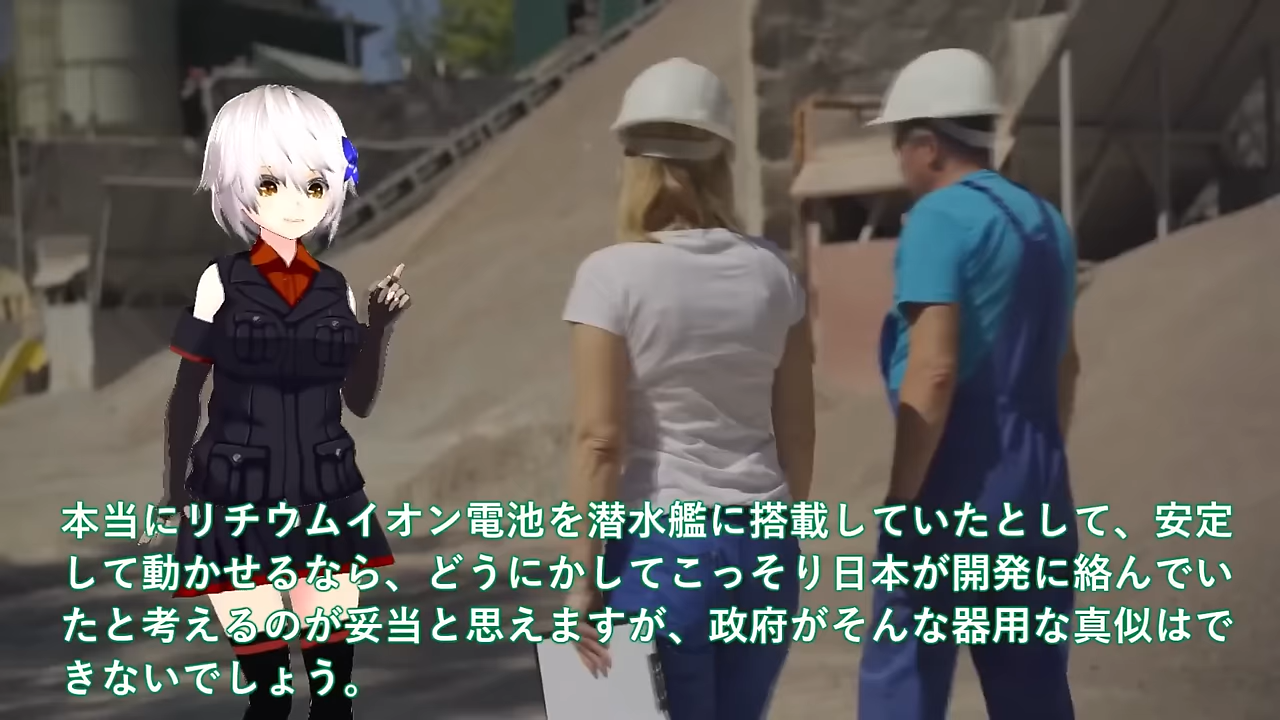 本当にリチウムイオン電池を潜水艦に搭載していたとして、安定
して動かせるなら、どうにかしてこっそり日本が開発に絡んでい
たと考えるのが妥当と思えますが、政府がそんな器用な真似はで
きないでしょう。